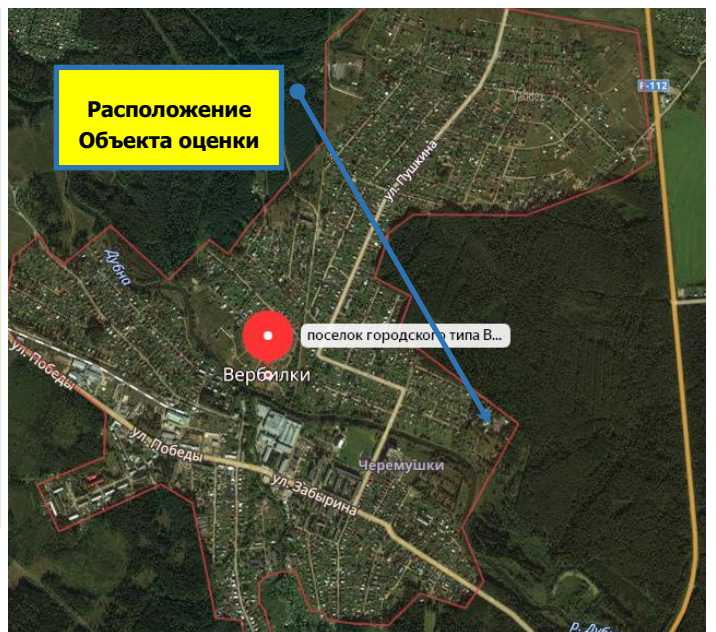 Расположение
Объекта оценки
F-112
Yandex
ул. Пушкина
Дубна
поселок городского типа В...
Вербилки
ул. Победы
ул. Победы
Черемушки
ул. Забырина
р. Дуб